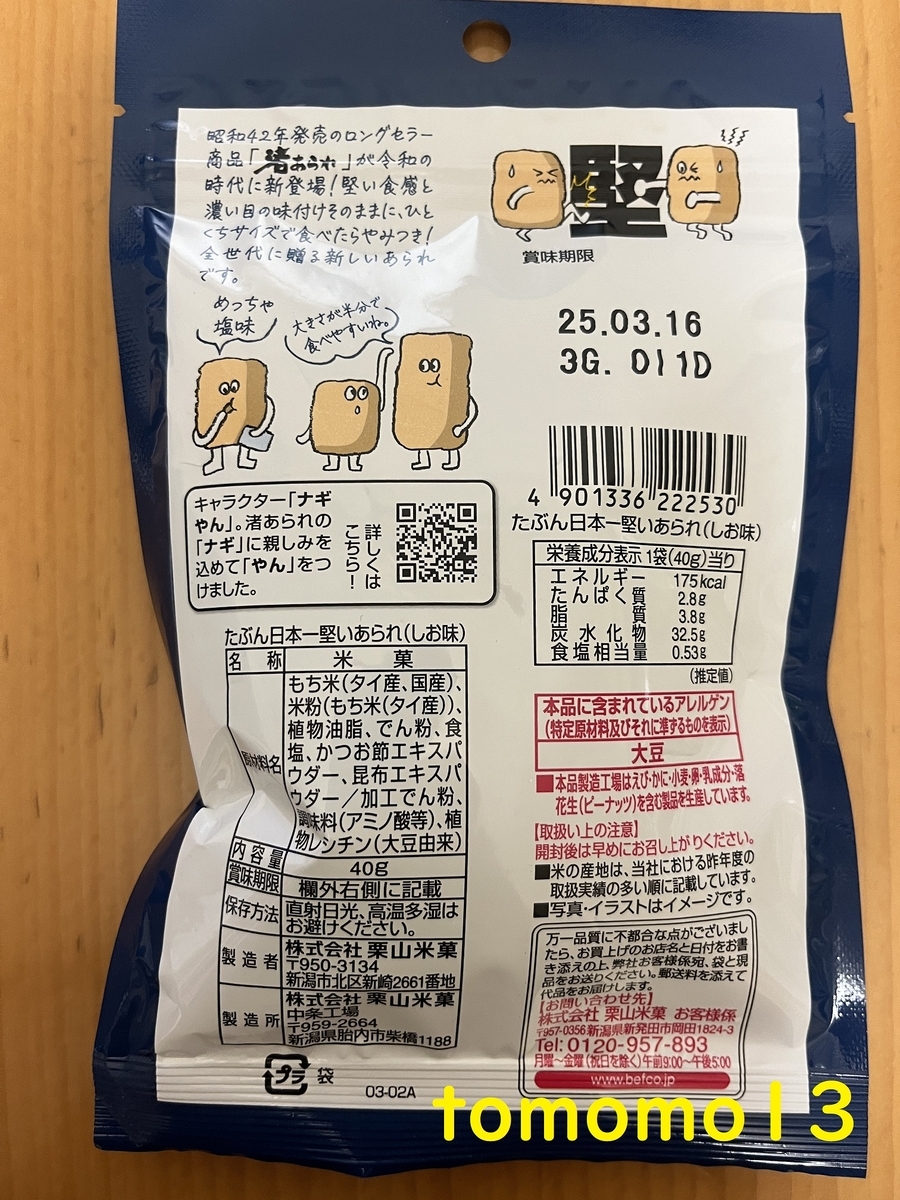 昭和42年発売のロングセラー
商品「渚あられ」が令和の
時代に新登場!堅い食感と
濃い目の味付けそのままに、ひと
くちサイズで食べたらやみつき!
全世代に贈る新しいあられ
です。
めっちゃ
塩味
大きさが半分で
食べやすいね。
キャラクター「ナギ
やん」。渚あられの
「ナギ」に親しみを
込めて「やん」をつ
けました。
詳しくは
こちら!
たぶん日本一堅いあられ(しお味)
名称 米菓
原材料名
もち米(タイ産、国産)、
米粉(もち米(タイ産))、
植物油脂、でん粉、食
塩、かつお節エキスパ
ウダー、昆布エキスパ
ウダー/加工でん粉、
調味料(アミノ酸等)、植
物レシチン(大豆由来)
内容量 40g
賞味期限 欄外右側に記載
保存方法 直射日光、高温多湿は
お避けください。
製造者 株式会社 栗山米菓
〒950-3134
新潟市北区新崎2661番地
製造所 株式会社 栗山米菓
中条工場
〒959-2664
新潟県胎内市柴橋1188
プラ 袋
03-02A
堅
賞味期限
25.03.16
3G. 011D
4 901336 222530
たぶん日本一堅いあられ(しお味)
栄養成分表示 1袋(40g)当り
エネルギー 175kcal
たんぱく質 2.8g
脂質 3.8g
炭水化物 32.5g
食塩相当量 0.53g
(推定値)
本品に含まれているアレルゲン
(特定原材料及びそれに準ずるものを表示)
大豆
■本品製造工場はえび・かに・小麦・卵・乳成分・落
花生(ピーナッツ)を含む製品を生産しています。
【取扱い上の注意】
開封後は早めにお召し上がりください。
■米の産地は、当社における昨年度の
取扱実績の多い順に記載しています。
■写真・イラストはイメージです。
万一品質に不都合な点がございまし
たら、お買上げのお店名と日付をお書
き添えの上、弊社お客様係宛、袋と現
品をお送りください。郵送料を添えて
代品をお届けします。
【お問い合わせ先】
株式会社 栗山米菓 お客様係
〒957-0356新潟県新発田市岡田1824-3
Tel:0120-957-893
月曜~金曜(祝日を除く)午前9:00~午後5:00
www.befco.jp
tomomo13